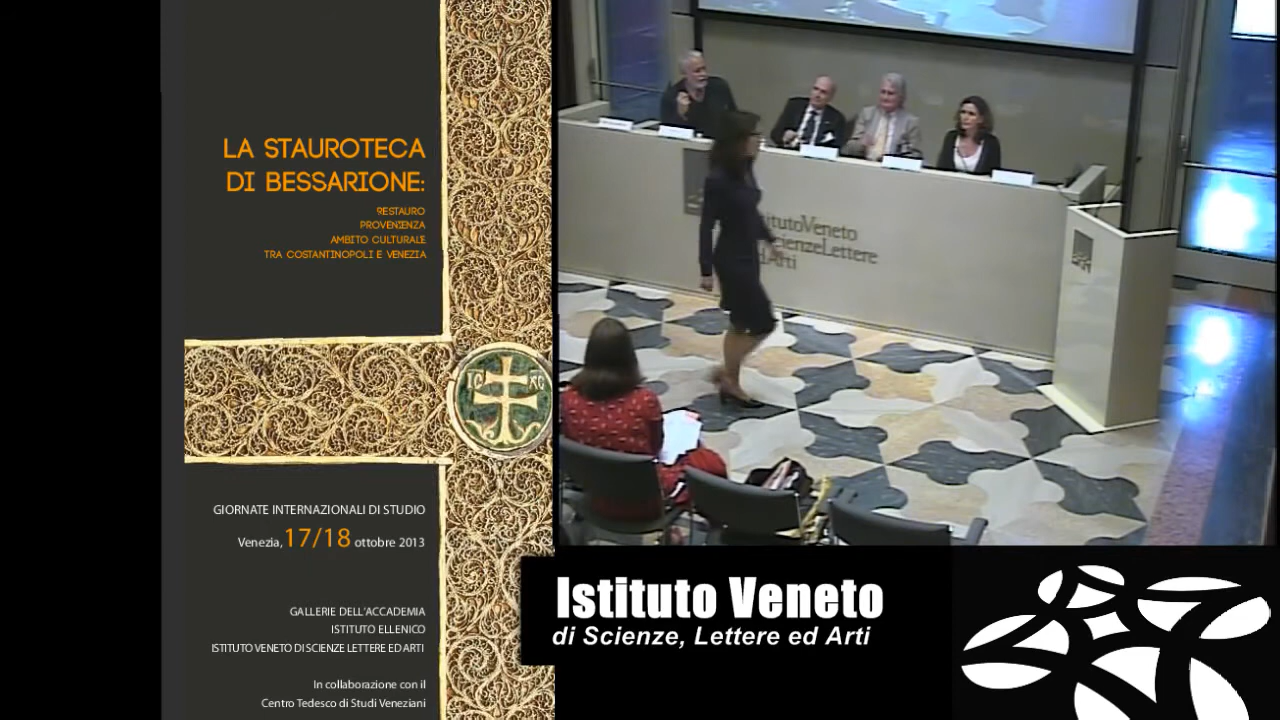 LA STAUROTECA
DI BESSARIONE:
RESTAURO
PROVENIENZA
AMBITO CULTURALE
TRA COSTANTINOPOLI E VENEZIA
IC XC
GIORNATE INTERNAZIONALI DI STUDIO
Venezia, 17/18 ottobre 2013
GALLERIE DELL'ACCADEMIA
ISTITUTO ELLENICO
ISTITUTO VENETO DI SCIENZE LETTERE ED ARTI
In collaborazione con il
Centro Tedesco di Studi Veneziani
itutoVeneto
ienzeLettere
edArti
Istituto Veneto
di Scienze, Lettere ed Arti